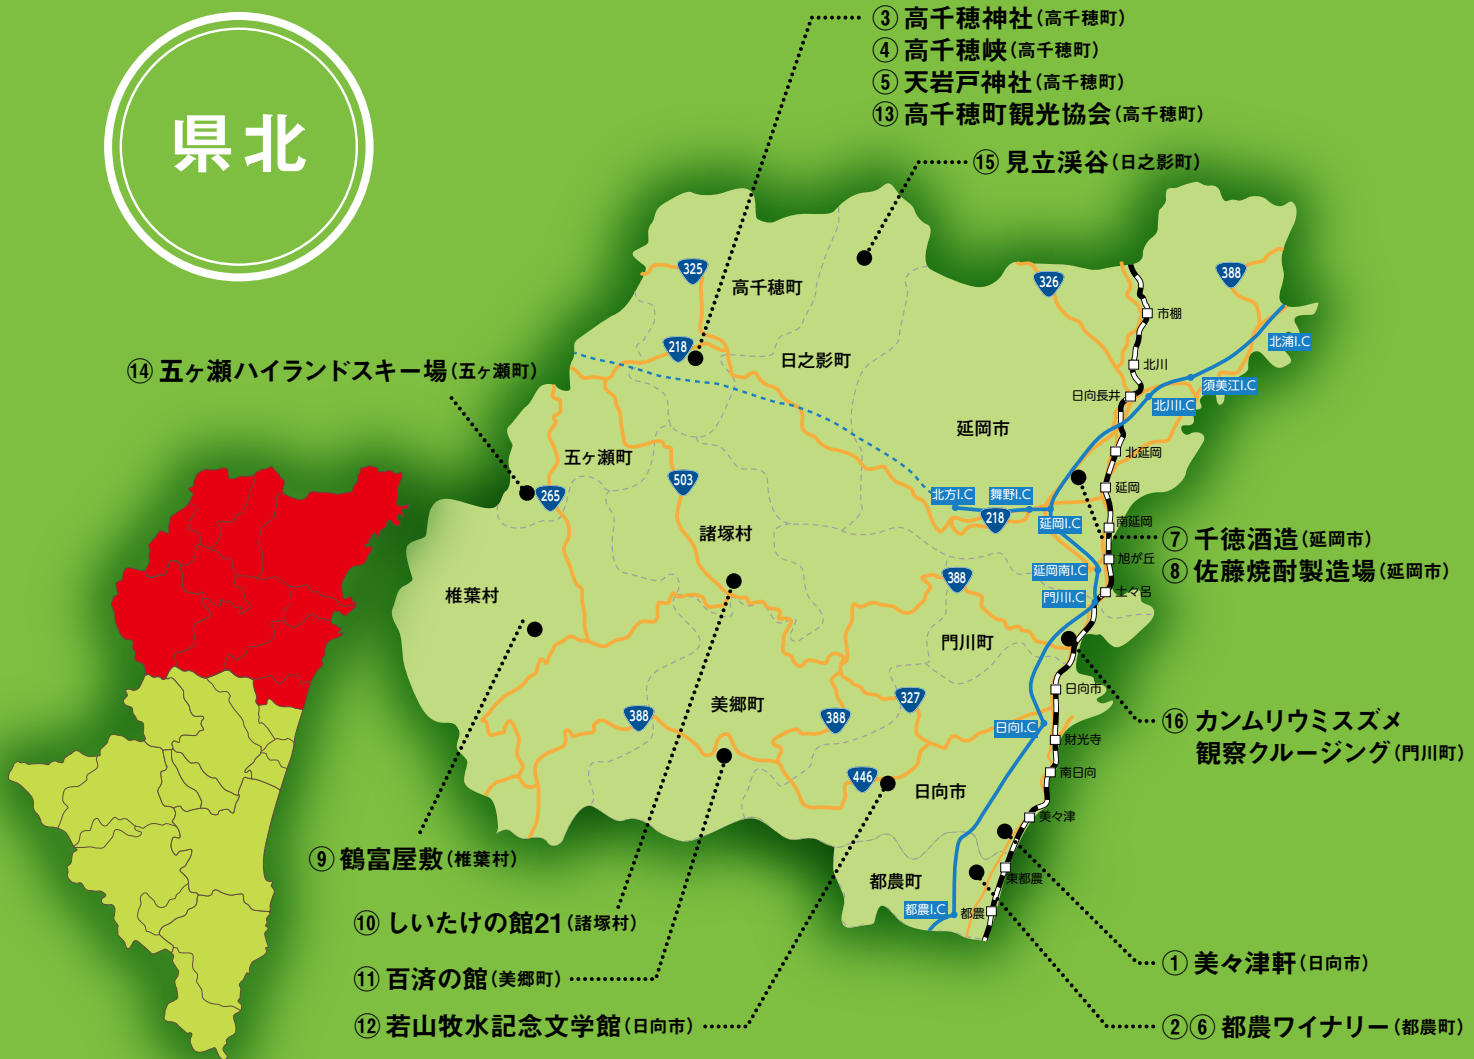 県北
③ 高千穂神社(高千穂町)
④ 高千穂峡(高千穂町)
⑤ 天岩戸神社(高千穂町)
⑬ 高千穂町観光協会(高千穂町)
⑮ 見立渓谷(日之影町)
325
高千穂町
326
388
市棚
北浦I.C
218
日之影町
北川
須美江I.C
⑭ 五ヶ瀬ハイランドスキー場(五ヶ瀬町)
日向長井
北川I.C
延岡市
北延岡
五ヶ瀬町
503
265
北方I.C
舞野I.C
延岡
218
延岡I.C
南延岡
諸塚村
⑦ 千徳酒造(延岡市)
旭が丘
延岡南I.C
⑧ 佐藤焼酎製造場(延岡市)
388
椎葉村
門川I.C
土々呂
門川町
日向市
美郷町
327
388
388
日向I.C
⑯ カンムリウミスズメ
観察クルージング(門川町)
財光寺
南日向
446
日向市
美々津
⑨ 鶴富屋敷(椎葉村)
都農町
東都農
都農I.C
都農
⑩ しいたけの館21(諸塚村)
① 美々津軒(日向市)
⑪ 百済の館(美郷町)
⑫ 若山牧水記念文学館(日向市)
②⑥ 都農ワイナリー(都農町)